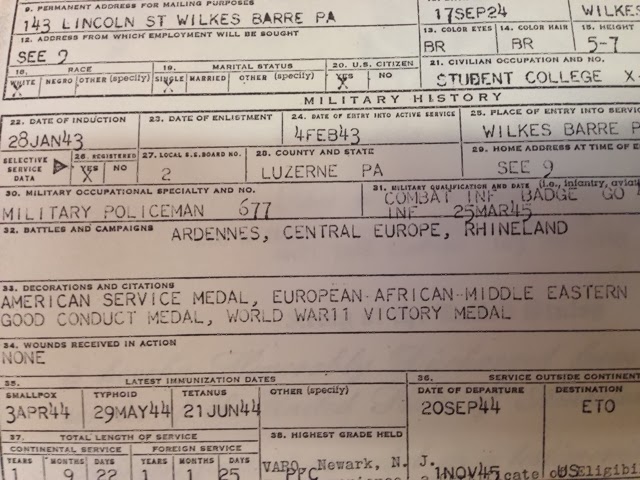 9. PERMANENT ADDRESS FOR MAILING PURPOSES
143 LINCOLN ST WILKES BARRE PA
17SEP24
WILKES
12. ADDRESS FROM WHICH EMPLOYMENT WILL BE SOUGHT
SEE 9
13. COLOR EYES
BR
14. COLOR HAIR
BR
15. HEIGHT
5-7
18. RACE
WHITE NEGRO OTHER (specify)
X
19. MARITAL STATUS
SINGLE MARRIED OTHER (specify)
X
20. U.S. CITIZEN
YES NO
X
21. CIVILIAN OCCUPATION AND NO.
STUDENT COLLEGE X
MILITARY HISTORY
22. DATE OF INDUCTION
28JAN43
23. DATE OF ENLISTMENT
24. DATE OF ENTRY INTO ACTIVE SERVICE
4FEB43
25. PLACE OF ENTRY INTO SERVICE
WILKES BARRE P
SELECTIVE SERVICE DATA
26. REGISTERED
YES NO
X
27. LOCAL S.S. BOARD NO.
2
28. COUNTY AND STATE
LUZERNE PA
29. HOME ADDRESS AT TIME OF E
SEE 9
30. MILITARY OCCUPATIONAL SPECIALTY AND NO.
MILITARY POLICEMAN 677
31. MILITARY QUALIFICATION AND DATE (i.e., infantry, aviat
COMBAT INF BADGE GO
INF 25MAR45
32. BATTLES AND CAMPAIGNS ARDENNES, CENTRAL EUROPE, RHINELAND
33. DECORATIONS AND CITATIONS
AMERICAN SERVICE MEDAL, EUROPEAN-AFRICAN-MIDDLE EASTERN
GOOD CONDUCT MEDAL, WORLD WAR11 VICTORY MEDAL
34. WOUNDS RECEIVED IN ACTION
NONE
35. LATEST IMMUNIZATION DATES
SMALLPOX TYPHOID TETANUS OTHER (specify)
3APR44 29MAY44 21JUN44
36. SERVICE OUTSIDE CONTINENT
DATE OF DEPARTURE DESTINATION
20SEP44 ETO
37. TOTAL LENGTH OF SERVICE
CONTINENTAL SERVICE FOREIGN SERVICE
YEARS MONTHS DAYS YEARS MONTHS DAYS
1 9 22 1 1 25
38. HIGHEST GRADE HELD
PFC
VARO, Newark, N. J.
1NOV45 US